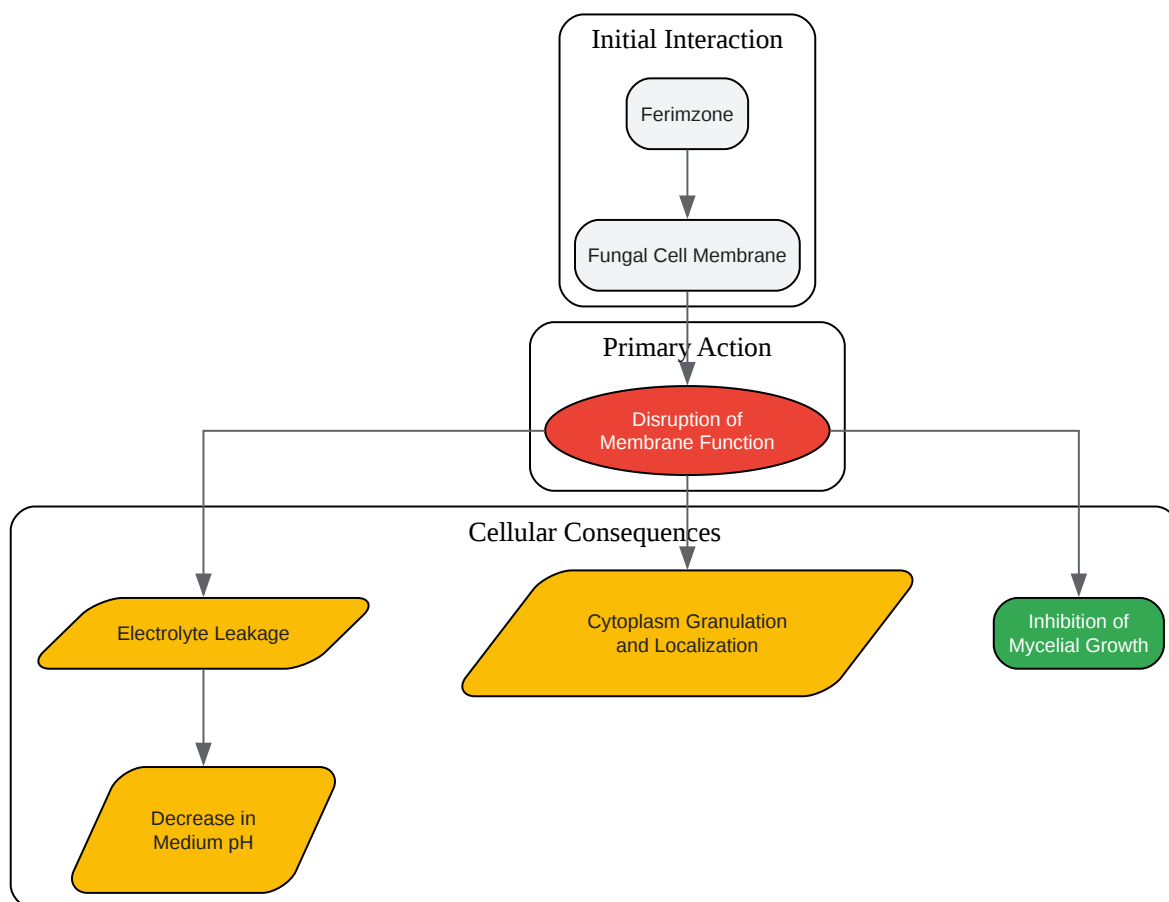 Initial Interaction
Ferimzone
Fungal Cell Membrane
Primary Action
Disruption of
Membrane Function
Cellular Consequences
Electrolyte Leakage
Cytoplasm Granulation
and Localization
Inhibition of
Mycelial Growth
Decrease in
Medium pH